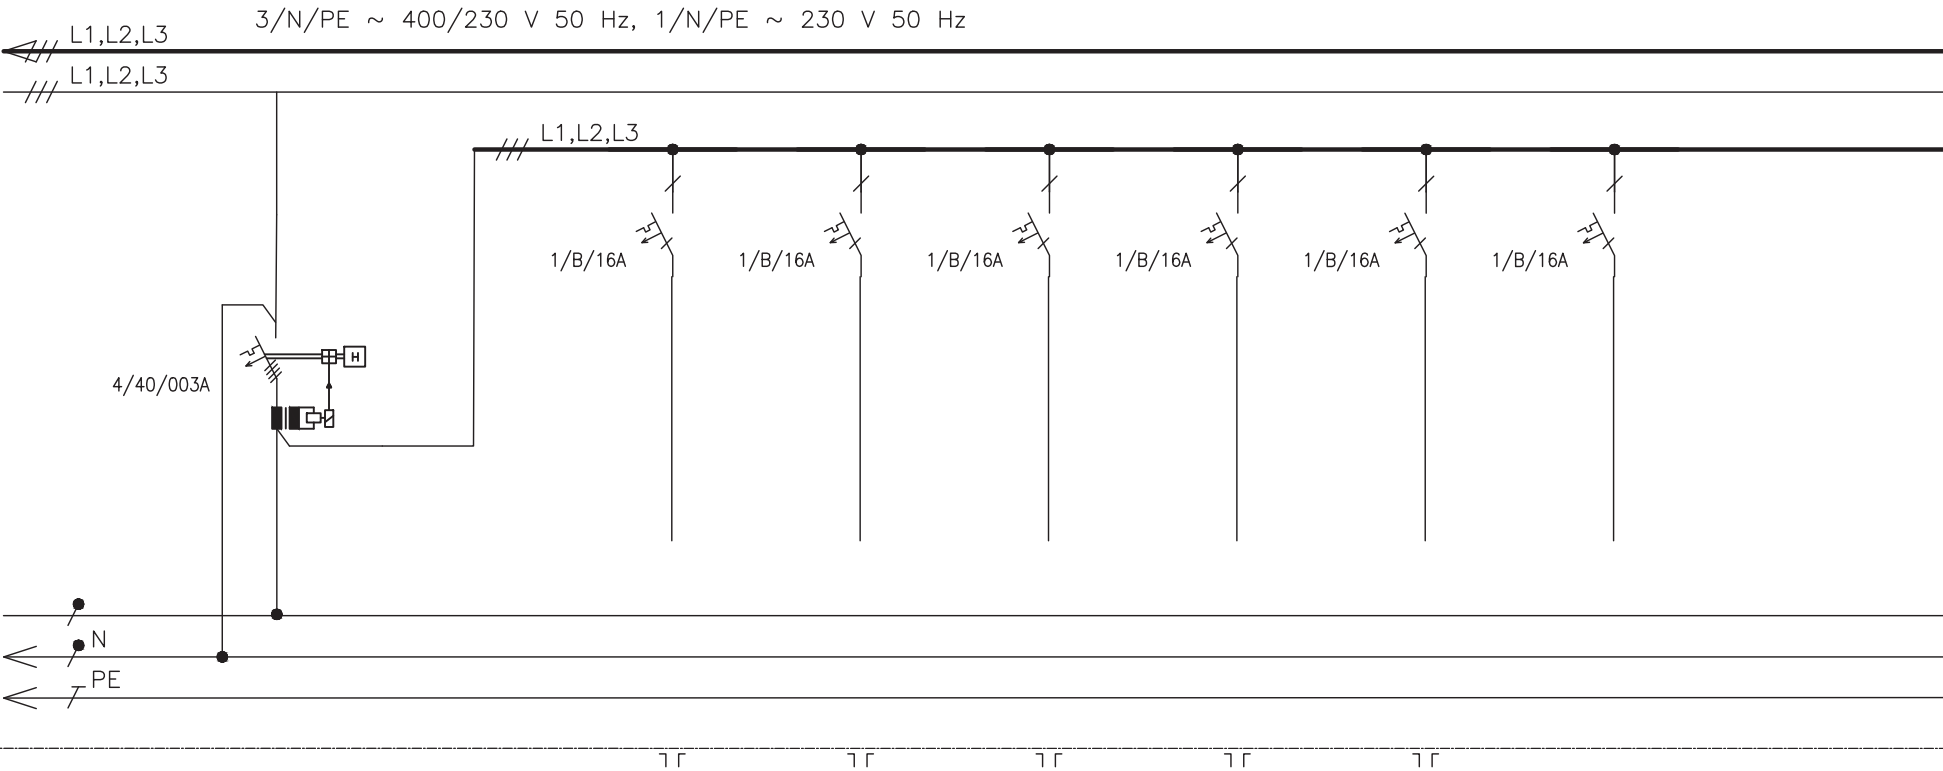 3/N/PE ~ 400/230 V 50 Hz, 1/N/PE ~ 230 V 50 Hz
L1,L2,L3
L1,L2,L3
L1,L2,L3
1/B/16A 1/B/16A 1/B/16A 1/B/16A 1/B/16A 1/B/16A
H
4/40/003A
N
PE